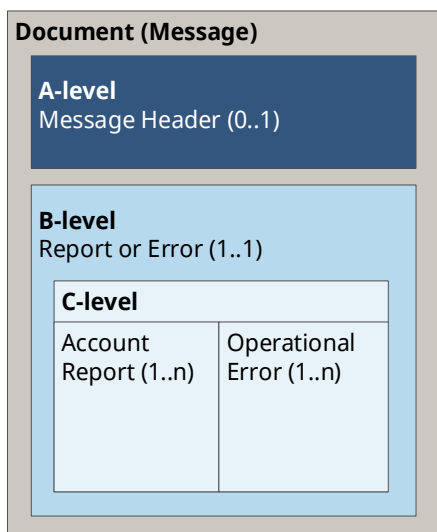 Document (Message)
A-level
Message Header (0..1)
B-level
Report or Error (1..1)
C-level
Account
Report (1..n)
Operational
Error (1..n)